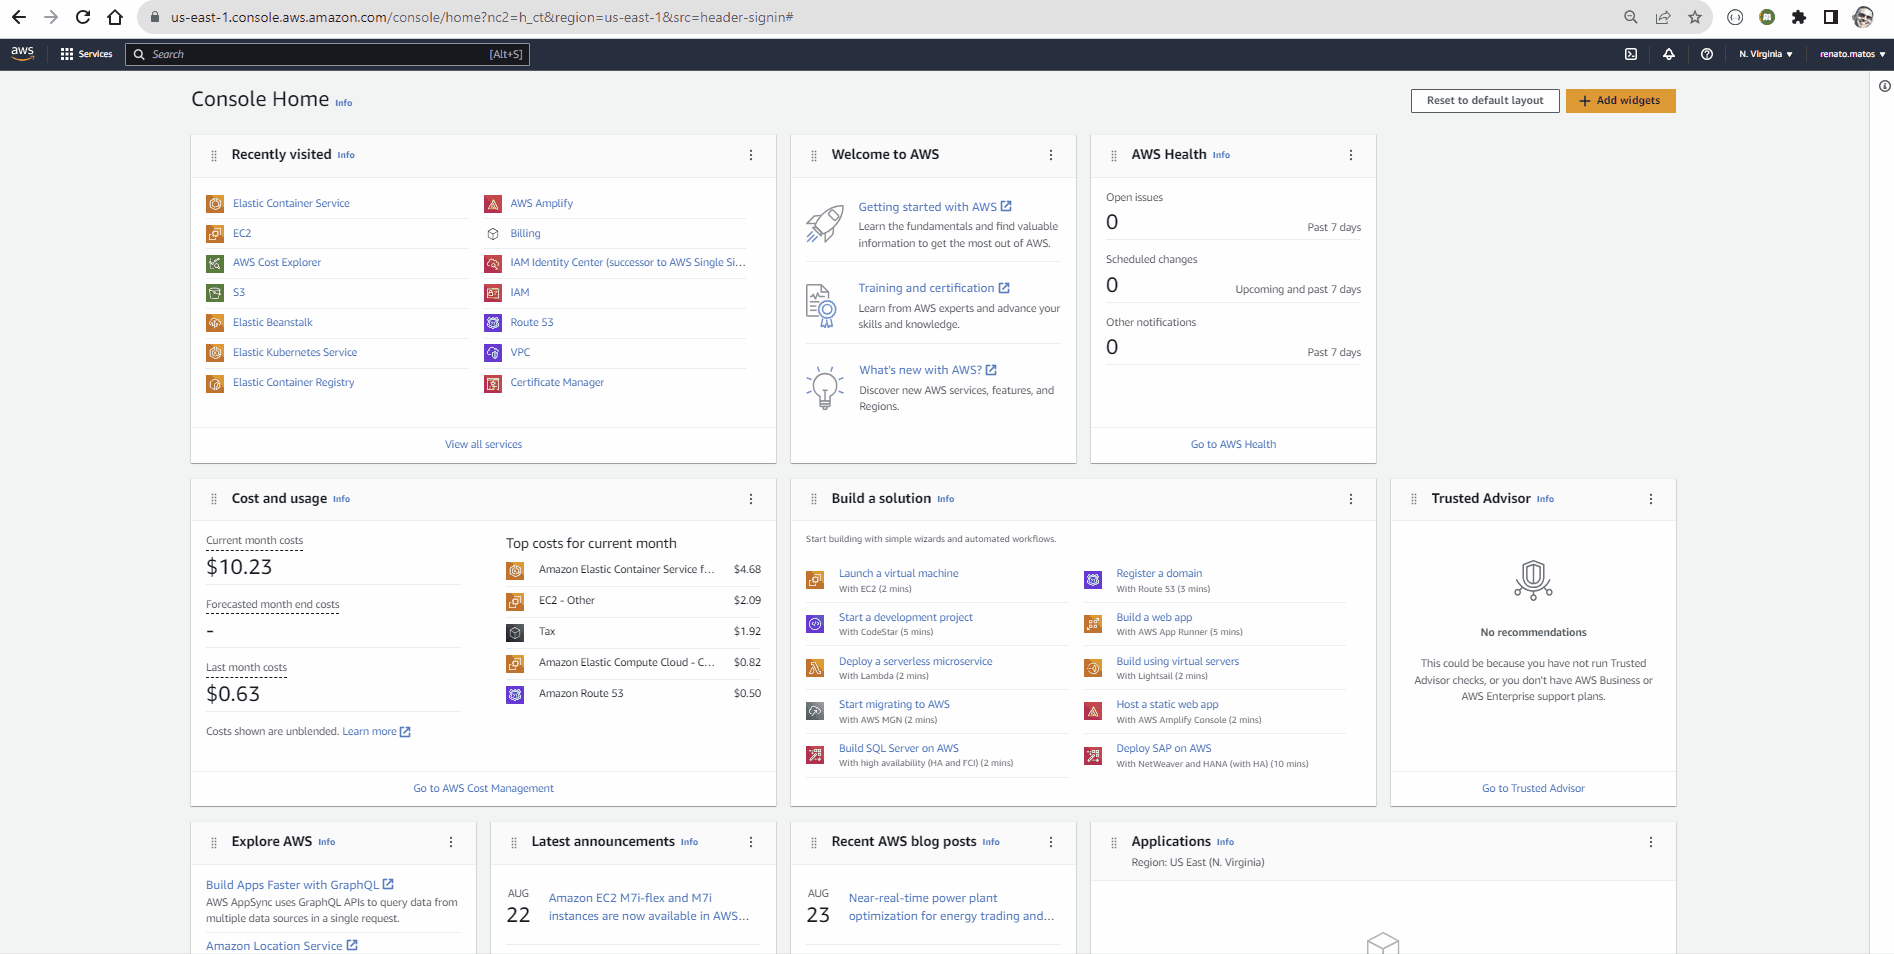 us-east-1.console.aws.amazon.com/console/home?nc2=h_ct&region=us-east-1&src=header-signin#
aws
Services
Search
[Alt+S]
N. Virginia
renato.matos
Console Home Info
Reset to default layout
Add widgets
Recently visited Info
Elastic Container Service
AWS Amplify
EC2
Billing
AWS Cost Explorer
IAM Identity Center (successor to AWS Single Si...
S3
IAM
Elastic Beanstalk
Route 53
Elastic Kubernetes Service
VPC
Elastic Container Registry
Certificate Manager
View all services
Welcome to AWS
Getting started with AWS
Learn the fundamentals and find valuable
information to get the most out of AWS.
Training and certification
Learn from AWS experts and advance your
skills and knowledge.
What's new with AWS?
Discover new AWS services, features, and
Regions.
AWS Health Info
Open issues
0
Past 7 days
Scheduled changes
0
Upcoming and past 7 days
Other notifications
0
Past 7 days
Go to AWS Health
Cost and usage Info
Current month costs
$10.23
Forecasted month end costs
-
Last month costs
$0.63
Costs shown are unblended. Learn more
Top costs for current month
Amazon Elastic Container Service f... $4.68
EC2 - Other $2.09
Tax $1.92
Amazon Elastic Compute Cloud - C... $0.82
Amazon Route 53 $0.50
Go to AWS Cost Management
Build a solution Info
Start building with simple wizards and automated workflows.
Launch a virtual machine
With EC2 (2 mins)
Register a domain
With Route 53 (3 mins)
Start a development project
With CodeStar (5 mins)
Build a web app
With AWS App Runner (5 mins)
Deploy a serverless microservice
With Lambda (2 mins)
Build using virtual servers
With Lightsail (2 mins)
Start migrating to AWS
With AWS MGN (2 mins)
Host a static web app
With AWS Amplify Console (2 mins)
Build SQL Server on AWS
With high availability (HA and FCI) (2 mins)
Deploy SAP on AWS
With NetWeaver and HANA (with HA) (10 mins)
Trusted Advisor Info
No recommendations
This could be because you have not run Trusted
Advisor checks, or you don't have AWS Business or
AWS Enterprise support plans.
Go to Trusted Advisor
Explore AWS Info
Build Apps Faster with GraphQL
AWS AppSync uses GraphQL APIs to query data from
multiple data sources in a single request.
Amazon Location Service
Latest announcements Info
AUG
22
Amazon EC2 M7i-flex and M7i
instances are now available in AWS...
Recent AWS blog posts Info
AUG
23
Near-real-time power plant
optimization for energy trading and...
Applications Info
Region: US East (N. Virginia)